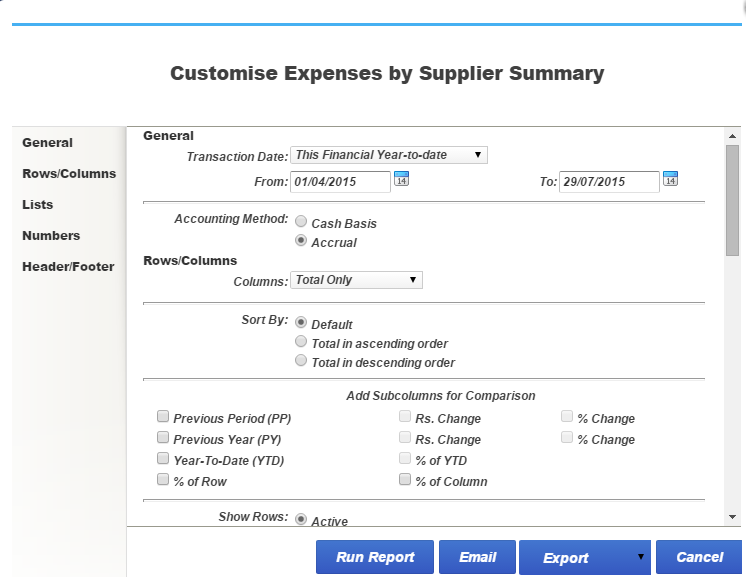 Customise Expenses by Supplier Summary
General
Rows/Columns
Lists
Numbers
Header/Footer
General
Transaction Date: This Financial Year-to-date
From: 01/04/2015 14 To: 29/07/2015 14
Accounting Method: Cash Basis
Accrual
Rows/Columns
Columns: Total Only
Sort By: Default
Total in ascending order
Total in descending order
Add Subcolumns for Comparison
Previous Period (PP) Rs. Change % Change
Previous Year (PY) Rs. Change % Change
Year-To-Date (YTD) % of YTD
% of Row % of Column
Show Rows: Active
Run Report Email Export Cancel